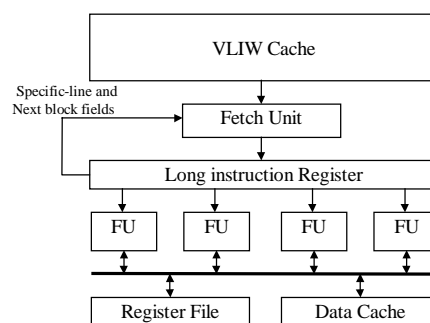 VLIW Cache
Specific-line and
Next block fields
Fetch Unit
Long instruction Register
FU FU FU FU
Register File Data Cache